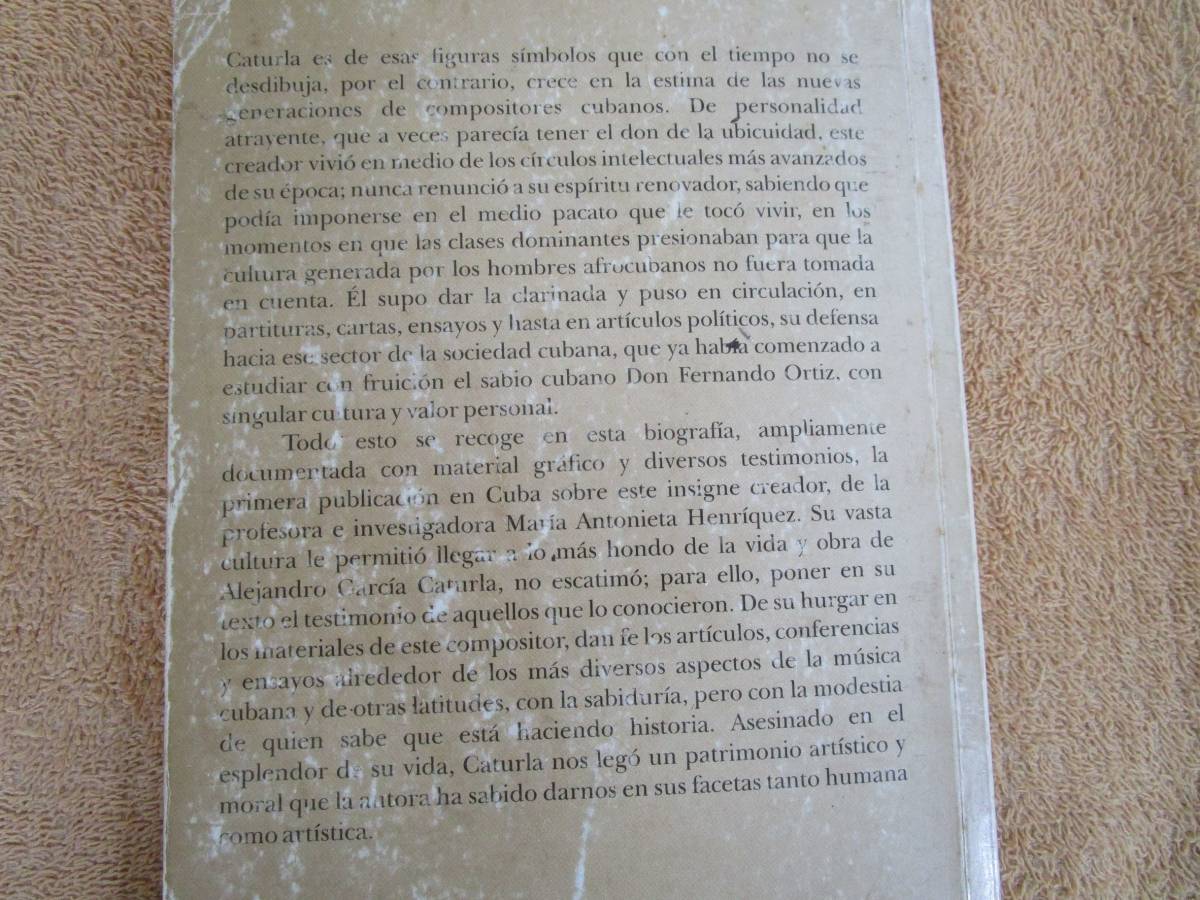 Caturla es de esas figuras símbolos que con el tiempo no se
desdibuja, por el contrario, crece en la estima de las nuevas
generaciones de compositores cubanos. De personalidad
atrayente, que a veces parecía tener el don de la ubicuidad, este
creador vivió en medio de los círculos intelectuales más avanzados
de su época; nunca renunció a su espíritu renovador, sabiendo que
podía imponerse en el medio pacato que le tocó vivir, en los
momentos en que las clases dominantes presionaban para que la
cultura generada por los hombres afrocubanos no fuera tomada
en cuenta. Él supo dar la clarinada y puso en circulación, en
partituras, cartas, ensayos y hasta en artículos políticos, su defensa
hacia ese sector de la sociedad cubana, que ya había comenzado a
estudiar con fruición el sabio cubano Don Fernando Ortiz, con
singular cultura y valor personal.
Todo esto se recoge en esta biografía, ampliamente
documentada con material gráfico y diversos testimonios, la
primera publicación en Cuba sobre este insigne creador, de la
profesora e investigadora María Antonieta Henríquez. Su vasta
cultura le permitió llegar a lo más hondo de la vida y obra de
Alejandro García Caturla, no escatimó; para ello, poner en su
texto el testimonio de aquellos que lo conocieron. De su hurgar en
los materiales de este compositor, dan fe los artículos, conferencias
y ensayos alrededor de los más diversos aspectos de la música
cubana y de otras latitudes, con la sabiduría, pero con la modestia
de quien sabe que está haciendo historia. Asesinado en el
esplendor de su vida, Caturla nos legó un patrimonio artístico y
moral que la autora ha sabido darnos en sus facetas tanto humana
como artística.